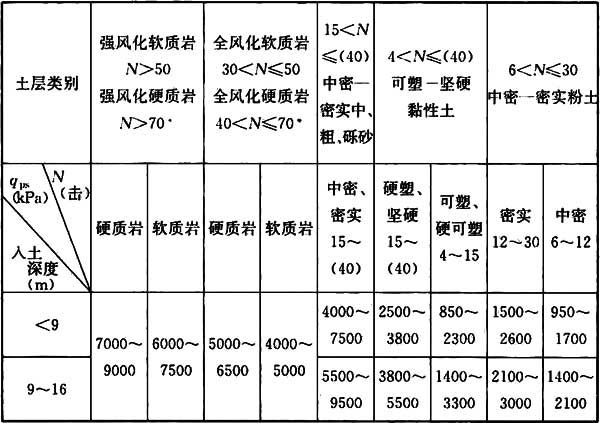 土层类别
强风化软质岩
N>50
强风化硬质岩
N>70*
全风化软质岩
30<N≤50
全风化硬质岩
40<N≤70*
15<N
≤(40)
中密—
密实中、
粗、砾砂
4<N≤(40)
可塑—坚硬
黏性土
6<N≤30
中密—密实粉土
qps
(kPa)
N
(击)
入土
深度
(m)
硬质岩
软质岩
硬质岩
软质岩
中密、
密实
15~
(40)
硬塑、
坚硬
15~
(40)
可塑、
硬可塑
4~15
密实
12~30
中密
6~12
<9
7000~
9000
6000~
7500
5000~
6500
4000~
5000
4000~
7500
2500~
3800
850~
2300
1500~
2600
950~
1700
9~16
5500~
9500
3800~
5500
1400~
3300
2100~
3000
1400~
2100